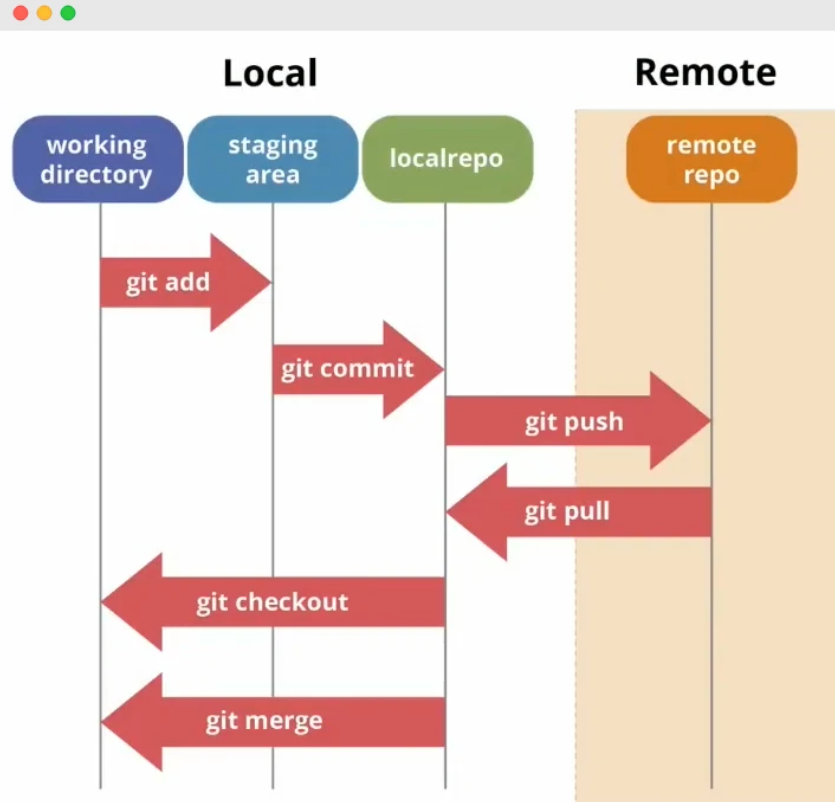 Local
Remote
working
directory
staging
area
localrepo
remote
repo
git add
git commit
git push
git pull
git checkout
git merge